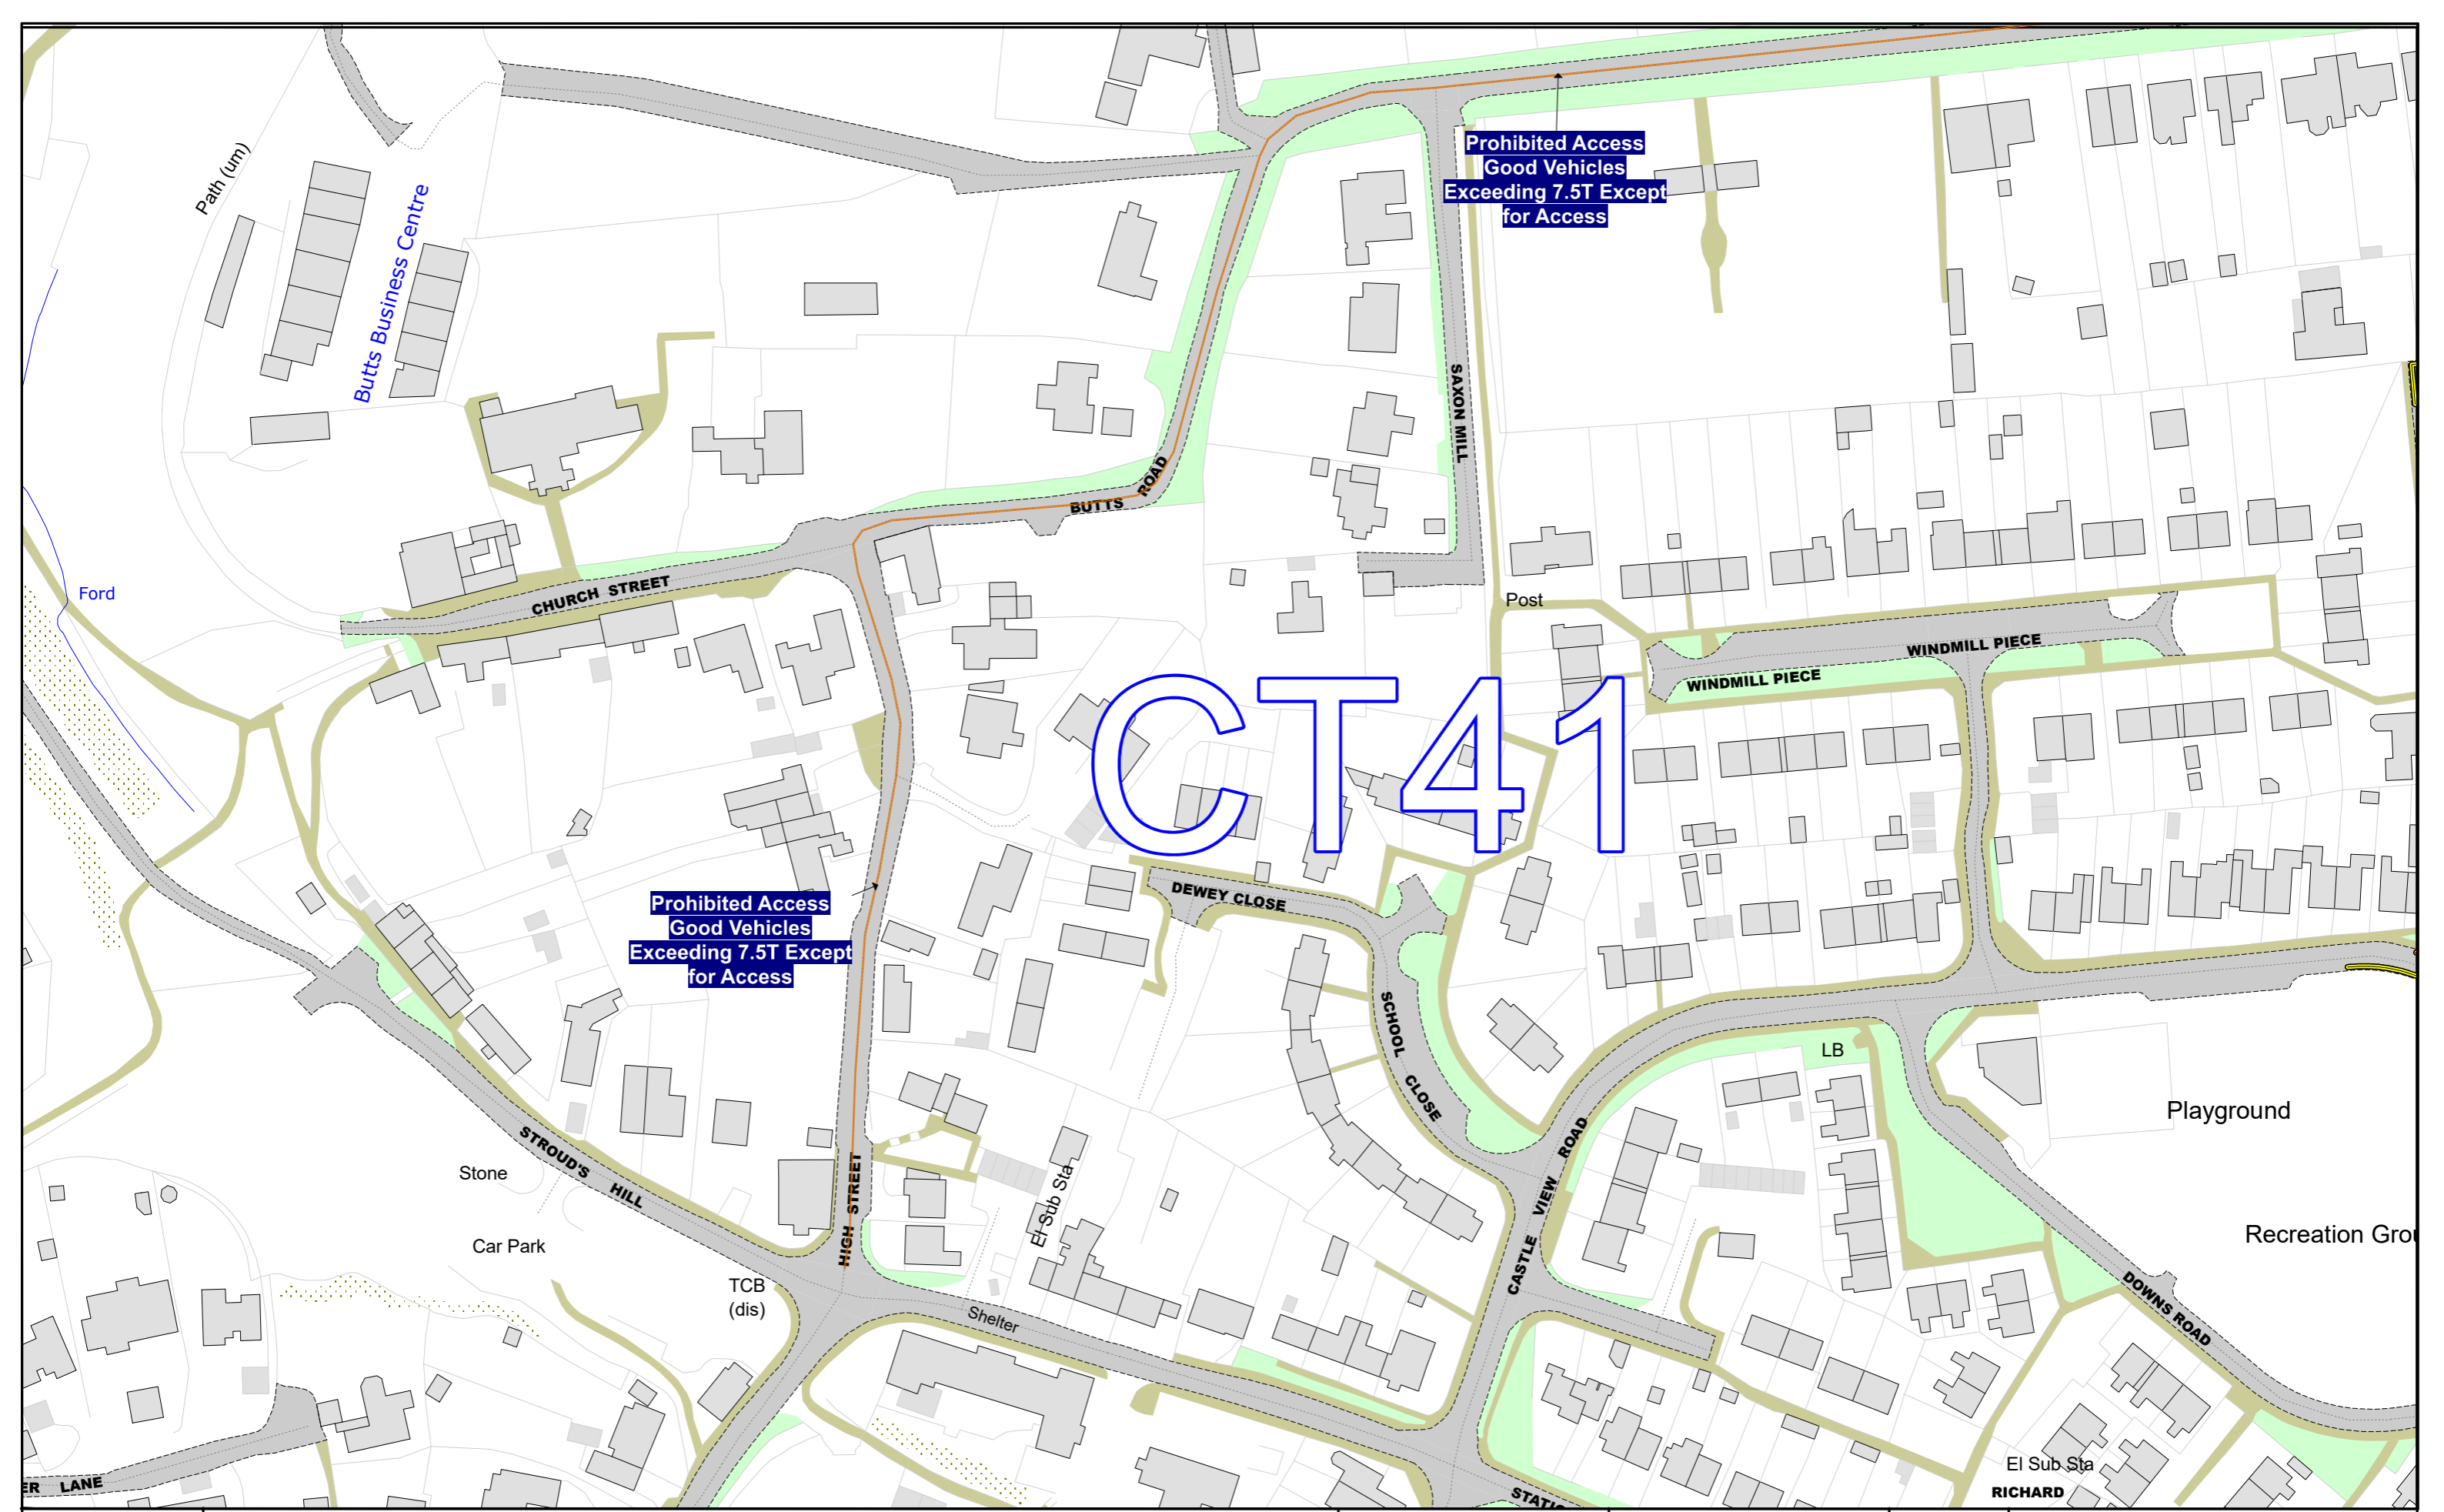 Path (um)
Butts Business Centre
Prohibited Access
Good Vehicles
Exceeding 7.5T Except
for Access
SAXON MILL
BUTTS ROAD
CHURCH STREET
Ford
Post
WINDMILL PIECE
WINDMILL PIECE
CT41
DEWEY CLOSE
Prohibited Access
Good Vehicles
Exceeding 7.5T Except
for Access
SCHOOL CLOSE
LB
Playground
STROUD'S HILL
Stone
HIGH STREET
El Sub Sta
CASTLE VIEW ROAD
Recreation Grou
Car Park
TCB
(dis)
Shelter
DOWNS ROAD
ER LANE
El Sub Sta
RICHARD
STATIO